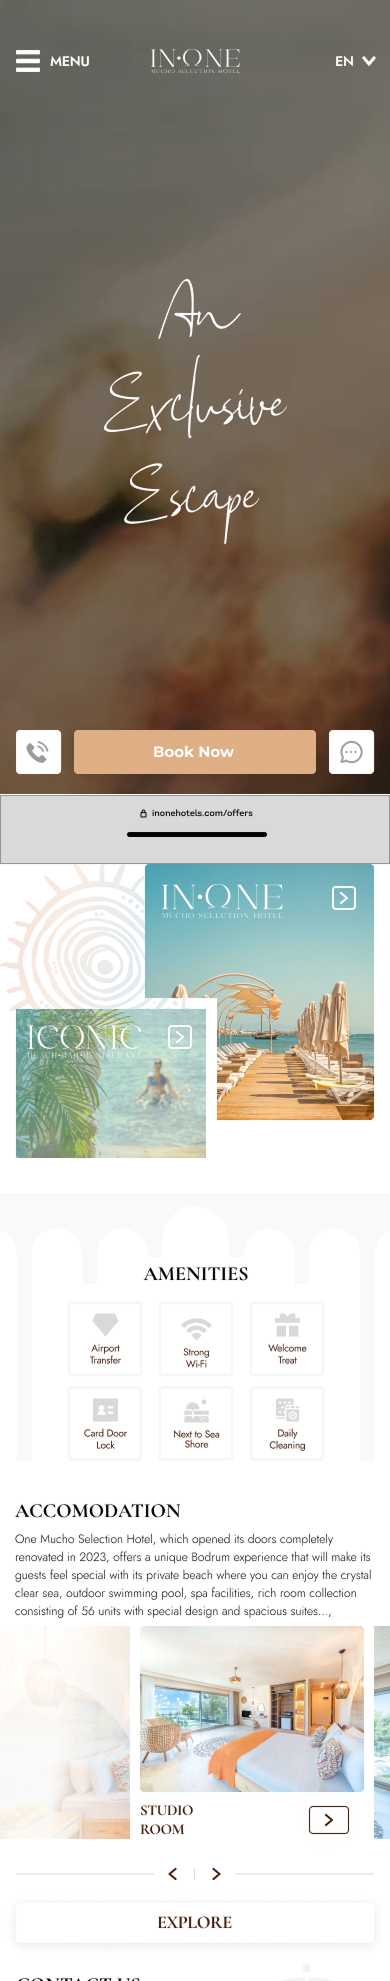 MENU
IN·ONE
MUCHO SELECTION HOTEL
EN
An
Exclusive
Escape
Book Now
inonehotels.com/offers
IN·ONE
MUCHO SELECTION HOTEL
ICONIC
BEACH·BAR·RESTAURANT
AMENITIES
Airport
Transfer
Strong
Wi-Fi
Welcome
Treat
Card Door
Lock
Next to Sea
Shore
Daily
Cleaning
ACCOMODATION
One Mucho Selection Hotel, which opened its doors completely
renovated in 2023, offers a unique Bodrum experience that will make its
guests feel special with its private beach where you can enjoy the crystal
clear sea, outdoor swimming pool, spa facilities, rich room collection
consisting of 56 units with special design and spacious suites...,
STUDIO
ROOM
EXPLORE
CONTACT US